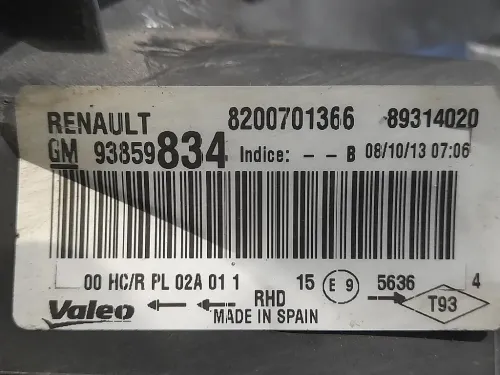 RENAULT 8200701366 89314020
GM 93859834 Indice: - - B 08/10/13 07:06
00 HC/R PL 02A 01 1 15 E 9 5636 4
Valeo RHD T93
MADE IN SPAIN